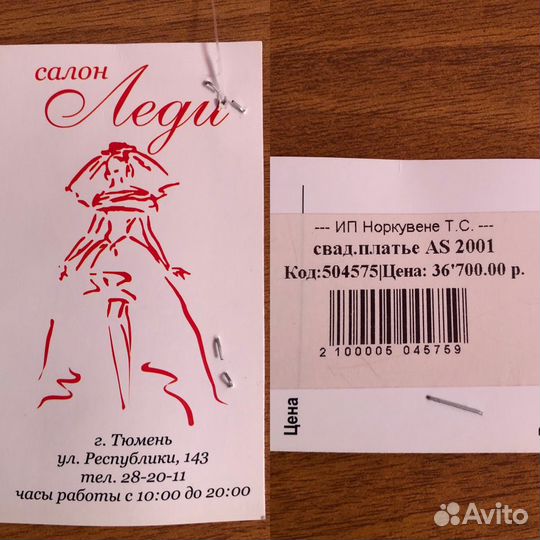 салон
Леди
г. Тюмень
ул. Республики, 143
тел. 28-20-11
часы работы с 10:00 до 20:00
--- ИП Норкувене Т.С. ---
свад.платье AS 2001
Код:504575|Цена: 36'700.00 р.
2 100005 045759
Цена
Avito